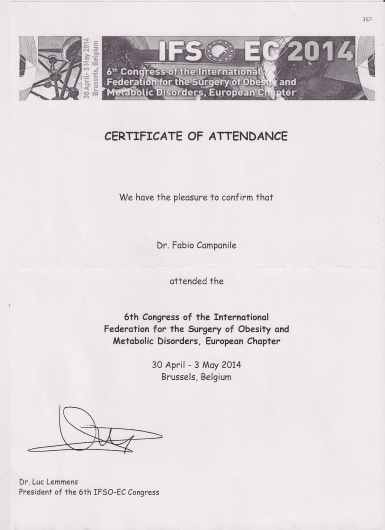 357
30 April - 3 May 2014
Brussels, Belgium
IFSO EC 2014
6th Congress of the International
Federation for the Surgery of Obesity and
Metabolic Disorders, European Chapter
CERTIFICATE OF ATTENDANCE
We have the pleasure to confirm that
Dr. Fabio Campanile
attended the
6th Congress of the International
Federation for the Surgery of Obesity and
Metabolic Disorders, European Chapter
30 April - 3 May 2014
Brussels, Belgium
Dr. Luc Lemmens
President of the 6th IFSO-EC Congress